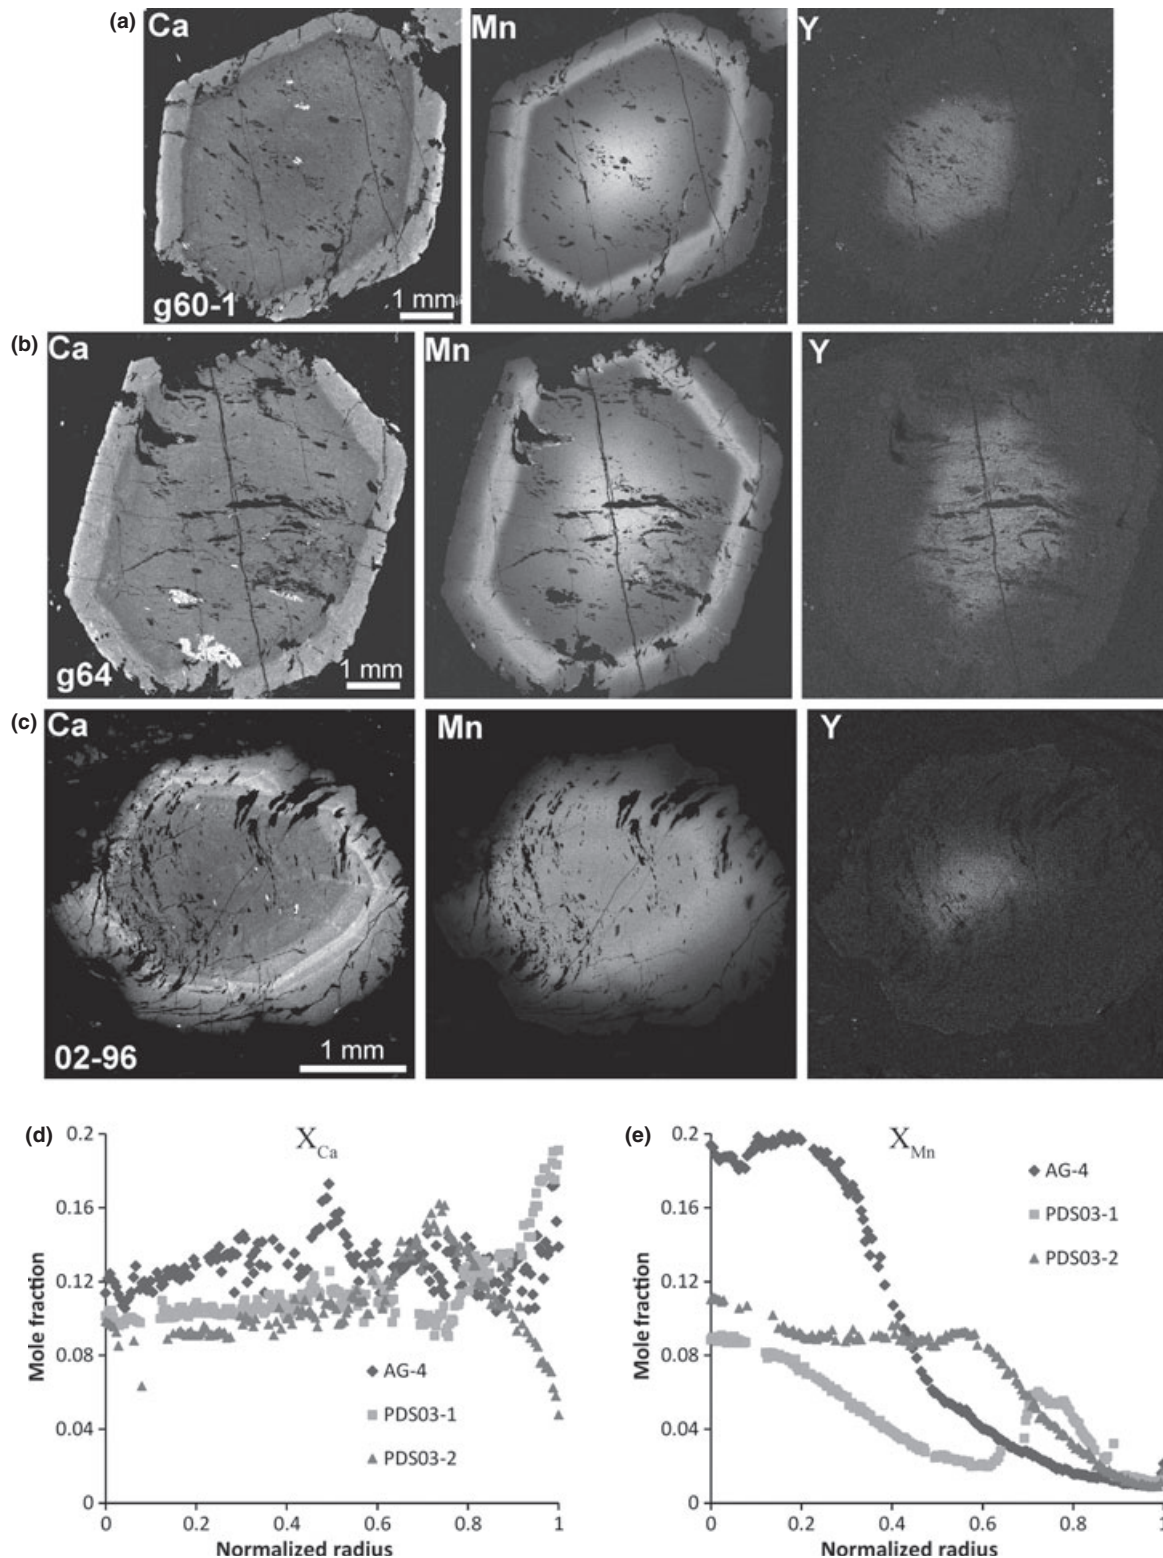 (a) Ca Mn Y
g60-1 1 mm
(b) Ca Mn Y
g64 1 mm
(c) Ca Mn Y
02-96 1 mm
(d) X_Ca
Mole fraction
0.2
0.16
0.12
0.08
0.04
0
0 0.2 0.4 0.6 0.8 1
Normalized radius
AG-4
PDS03-1
PDS03-2
(e) X_Mn
Mole fraction
0.2
0.16
0.12
0.08
0.04
0
0 0.2 0.4 0.6 0.8 1
Normalized radius
AG-4
PDS03-1
PDS03-2